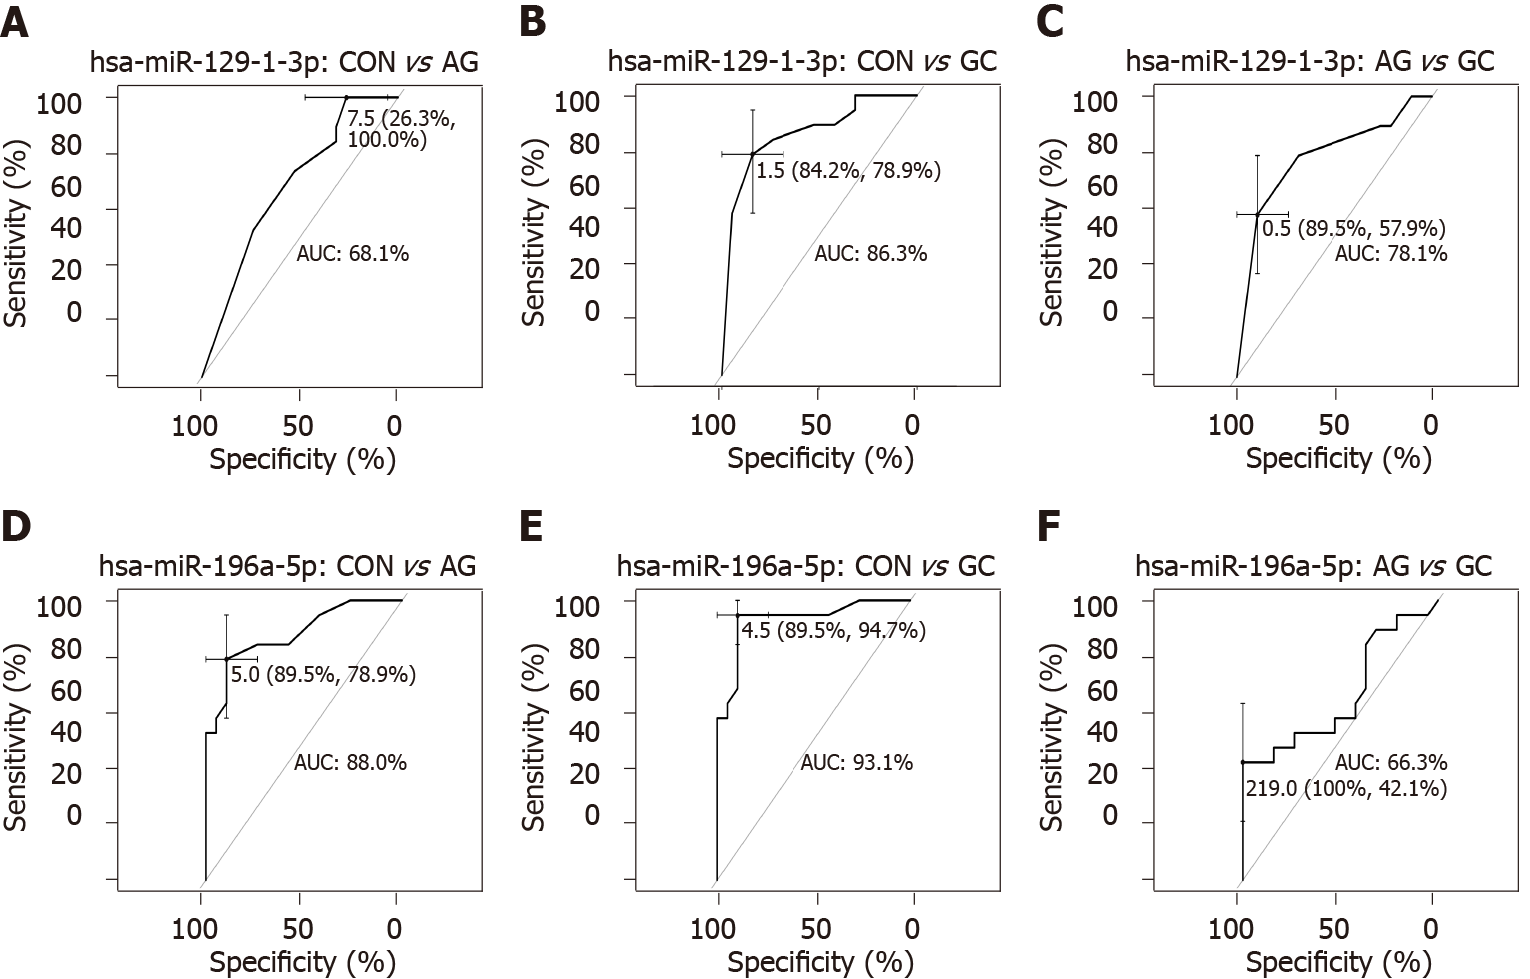 A
hsa-miR-129-1-3p: CON vs AG
Sensitivity (%)
100
80
60
40
20
0
7.5 (26.3%,
100.0%)
AUC: 68.1%
100 50 0
Specificity (%)
B
hsa-miR-129-1-3p: CON vs GC
Sensitivity (%)
100
80
60
40
20
0
1.5 (84.2%, 78.9%)
AUC: 86.3%
100 50 0
Specificity (%)
C
hsa-miR-129-1-3p: AG vs GC
Sensitivity (%)
100
80
60
40
20
0
0.5 (89.5%, 57.9%)
AUC: 78.1%
100 50 0
Specificity (%)
D
hsa-miR-196a-5p: CON vs AG
Sensitivity (%)
100
80
60
40
20
0
5.0 (89.5%, 78.9%)
AUC: 88.0%
100 50 0
Specificity (%)
E
hsa-miR-196a-5p: CON vs GC
Sensitivity (%)
100
80
60
40
20
0
4.5 (89.5%, 94.7%)
AUC: 93.1%
100 50 0
Specificity (%)
F
hsa-miR-196a-5p: AG vs GC
Sensitivity (%)
100
80
60
40
20
0
AUC: 66.3%
219.0 (100%, 42.1%)
100 50 0
Specificity (%)